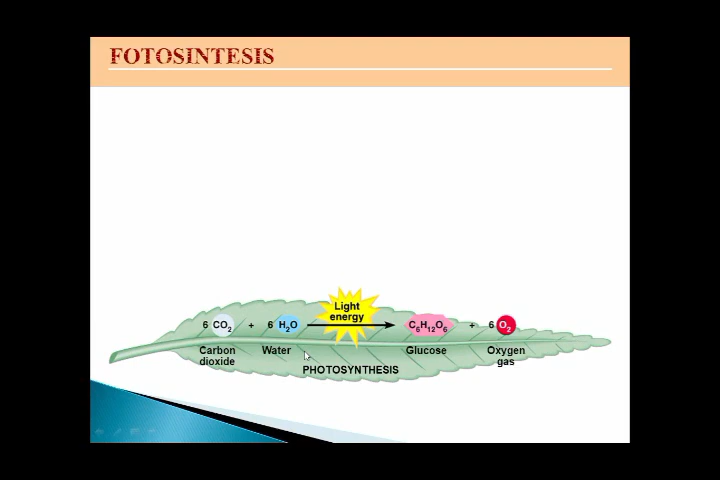 FOTOSINTESIS
Light
energy
6 CO2 + 6 H2O C6H12O6 + 6 O2
Carbon
dioxide
Water
Glucose
Oxygen
gas
PHOTOSYNTHESIS